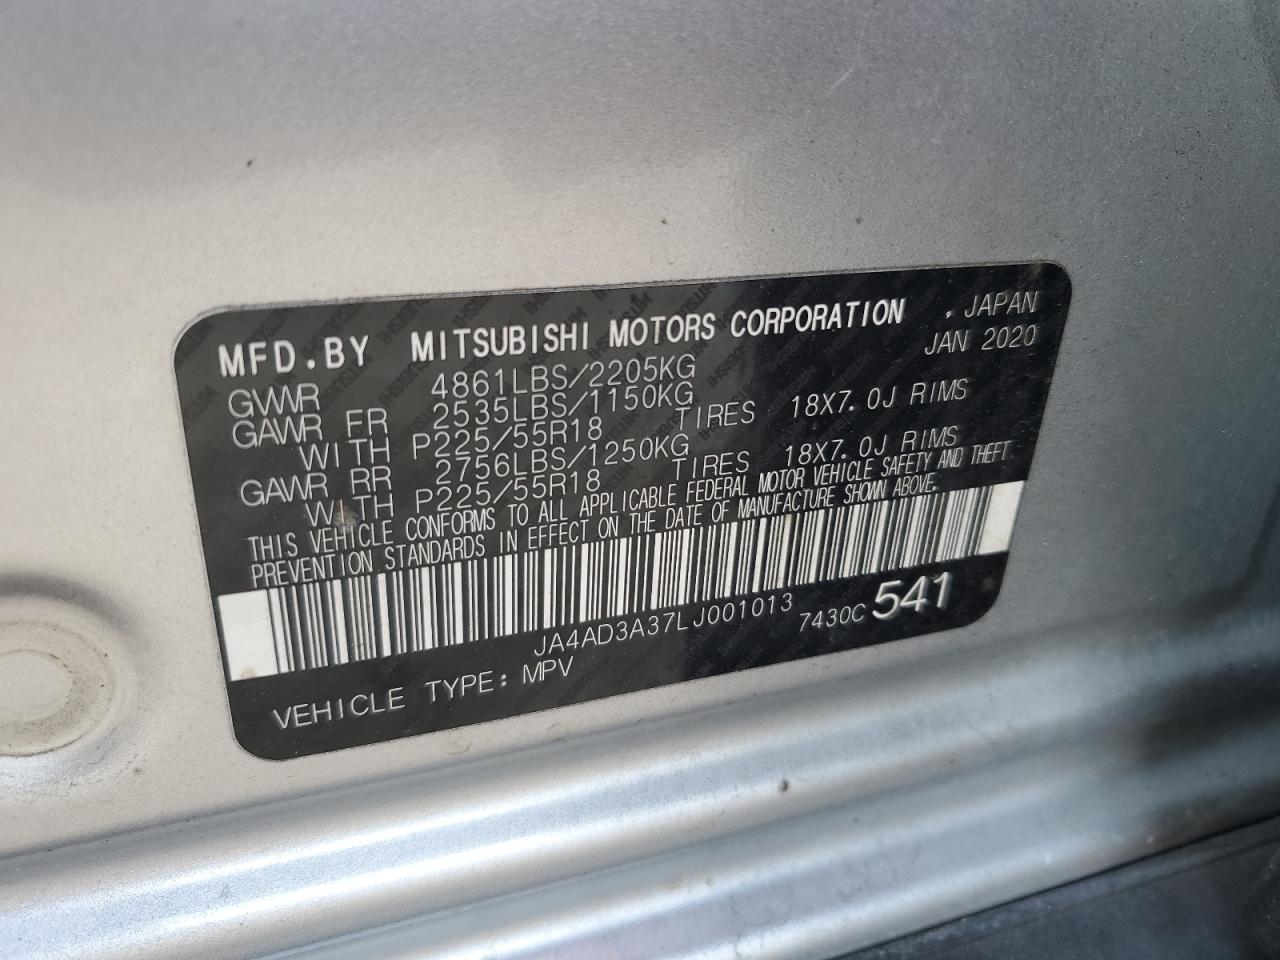 MFD.BY MITSUBISHI MOTORS CORPORATION , JAPAN
JAN 2020
GVWR 4861LBS/2205KG
GAWR FR 2535LBS/1150KG
WITH P225/55R18 TIRES 18X7.0J RIMS
GAWR RR 2756LBS/1250KG
WITH P225/55R18 TIRES 18X7.0J RIMS
THIS VEHICLE CONFORMS TO ALL APPLICABLE FEDERAL MOTOR VEHICLE SAFETY AND THEFT
PREVENTION STANDARDS IN EFFECT ON THE DATE OF MANUFACTURE SHOWN ABOVE.
JA4AD3A37LJ001013 7430C 541
VEHICLE TYPE: MPV